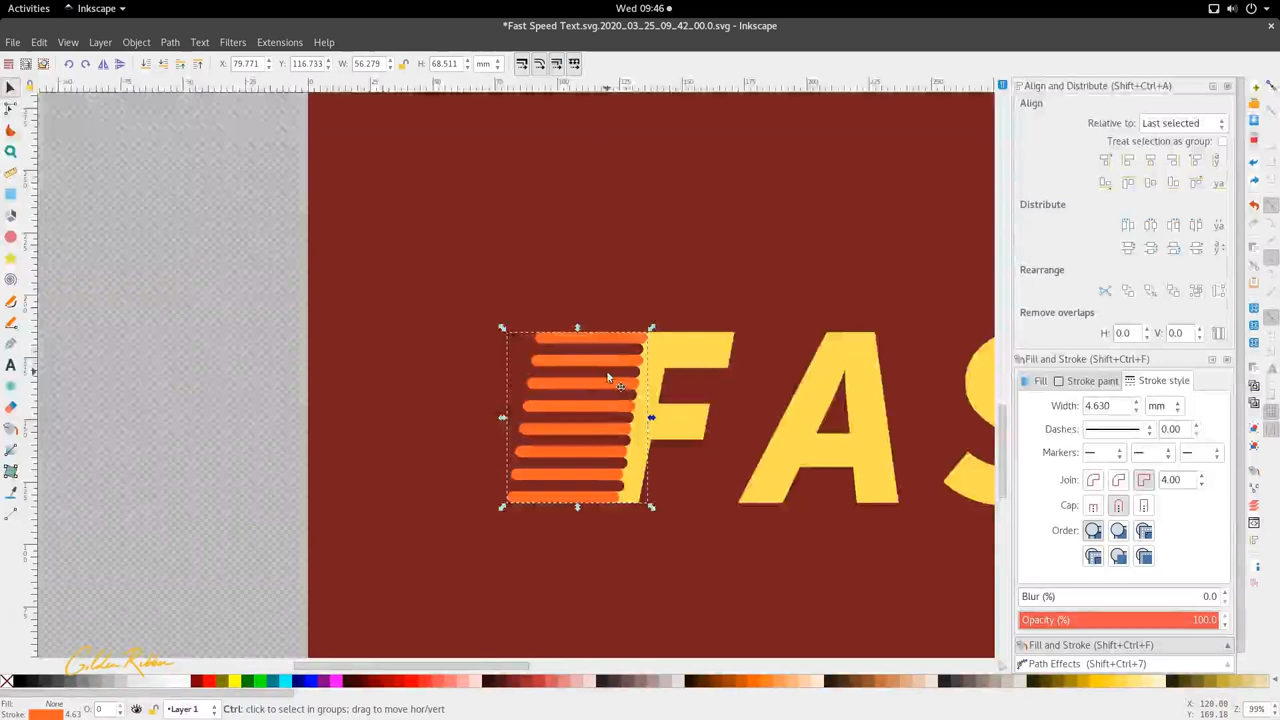 Activities Inkscape Wed 09:46
*Fast Speed Text.svg.2020_03_25_09_42_00.0.svg - Inkscape
File Edit View Layer Object Path Text Filters Extensions Help
X: 79.771 Y: 116.733 W: 56.279 H: 68.511 mm
Align and Distribute (Shift+Ctrl+A)
Align
Relative to: Last selected
Treat selection as group:
Distribute
Rearrange
Remove overlaps
H: 0.0 V: 0.0
Fill and Stroke (Shift+Ctrl+F)
Fill Stroke paint Stroke style
Width: 4.630 mm
Dashes: 0.00
Markers:
Join: 4.00
Cap:
Order:
Blur (%) 0.0
Opacity (%) 100.0
Fill and Stroke (Shift+Ctrl+F)
Path Effects (Shift+Ctrl+7)
FAS
Golden Ribbon
Fill: None
Stroke: 4.63
O: 0
Layer 1
Ctrl: click to select in groups; drag to move hor/vert
X: 120.00
Y: 169.18
Z: 99%